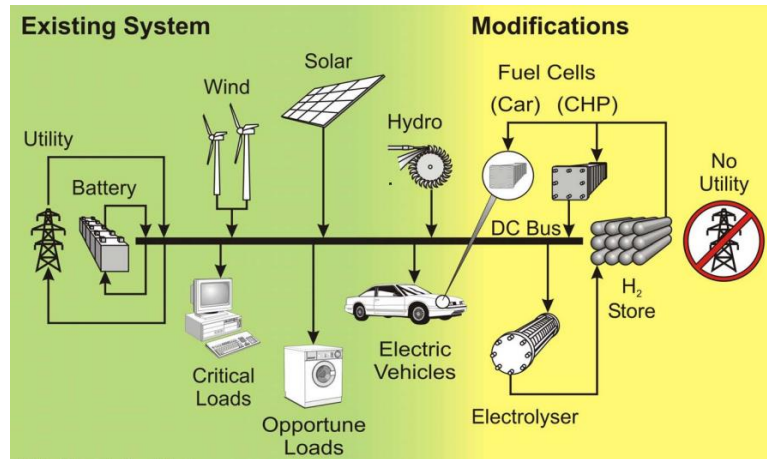 Existing System
Modifications
Solar
Fuel Cells
Wind
(Car) (CHP)
Hydro
Utility
No
Utility
Battery
DC Bus
H₂
Store
Critical
Loads
Electric
Vehicles
Opportune
Loads
Electrolyser